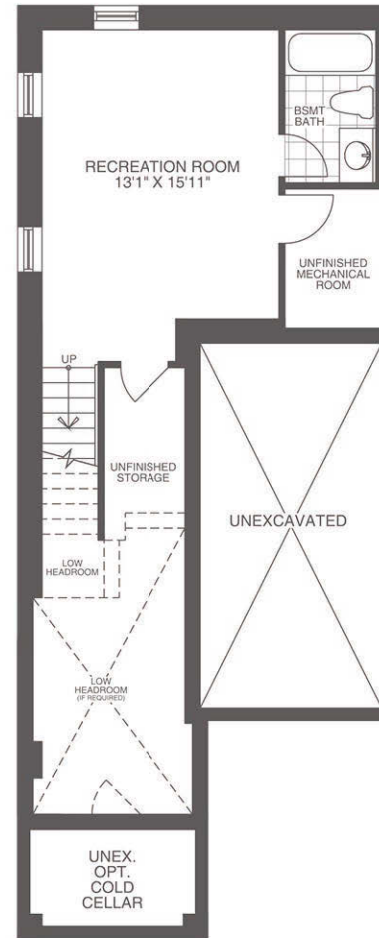 BSMT
BATH
RECREATION ROOM
13'1" X 15'11"
UNFINISHED
MECHANICAL
ROOM
UP
UNFINISHED
STORAGE
UNEXCAVATED
LOW
HEADROOM
LOW
HEADROOM
(IF REQUIRED)
UNEX.
OPT.
COLD
CELLAR